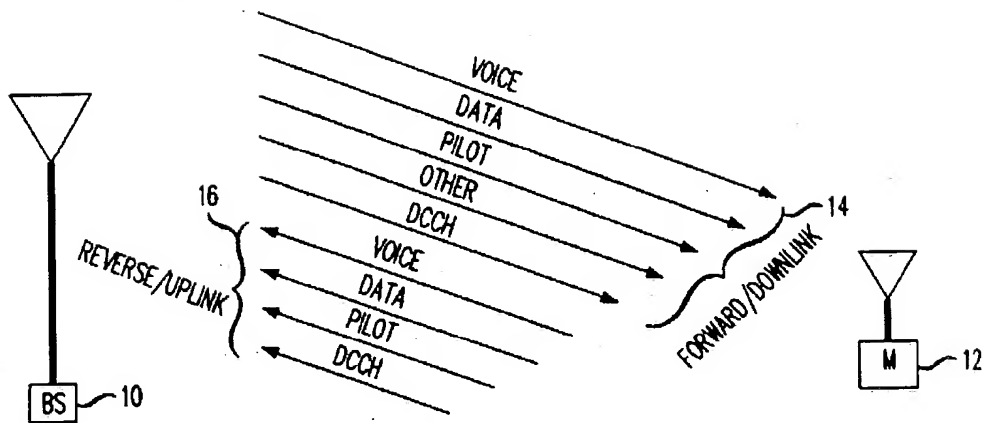 VOICE
DATA
PILOT
OTHER
DCCH
14
FORWARD/DOWNLINK
16
REVERSE/UPLINK
VOICE
DATA
PILOT
DCCH
BS
10
M
12